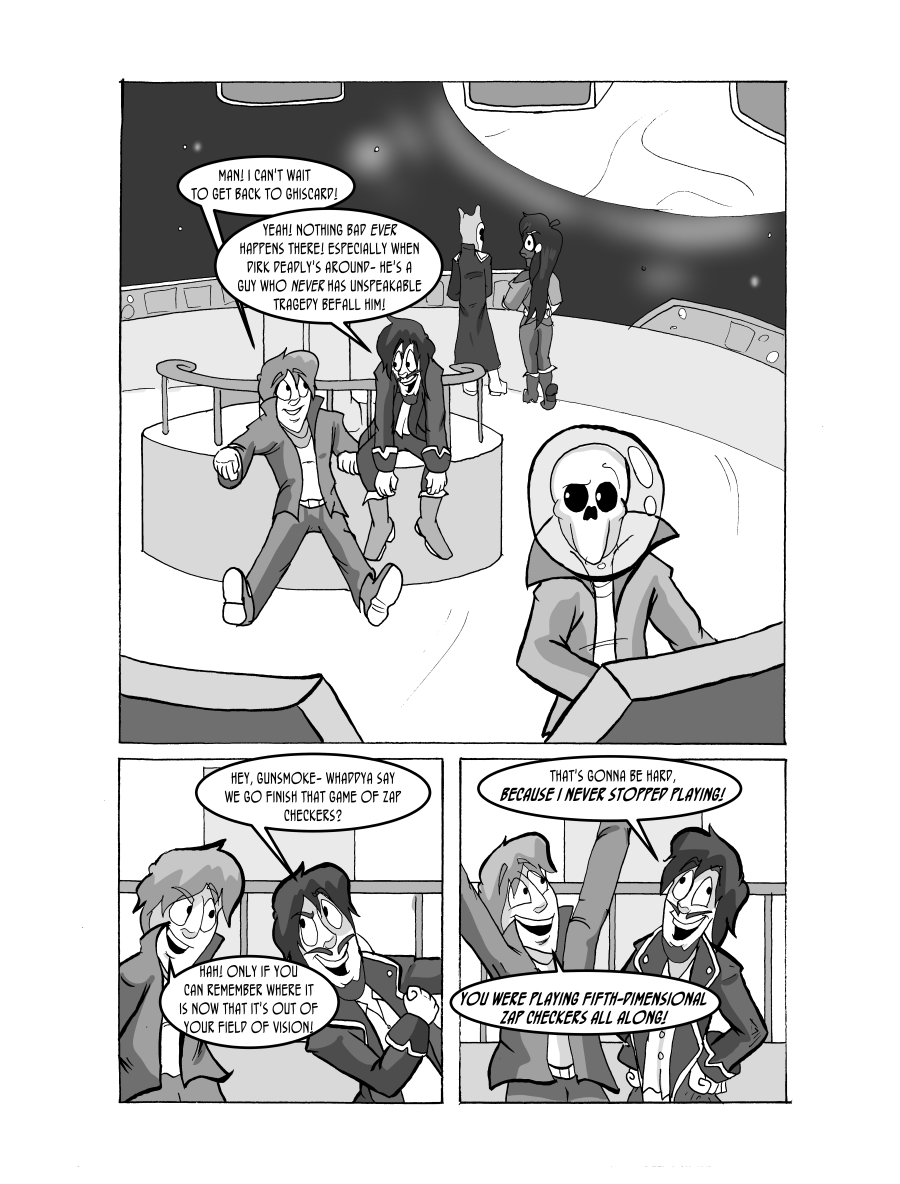 MAN! I CAN'T WAIT
TO GET BACK TO GHISCARD!
YEAH! NOTHING BAD EVER
HAPPENS THERE! ESPECIALLY WHEN
DIRK DEADLY'S AROUND- HE'S A
GUY WHO NEVER HAS UNSPEAKABLE
TRAGEDY BEFALL HIM!
HEY, GUNSMOKE- WHADDYA SAY
WE GO FINISH THAT GAME OF ZAP
CHECKERS?
HAH! ONLY IF YOU
CAN REMEMBER WHERE IT
IS NOW THAT IT'S OUT OF
YOUR FIELD OF VISION!
THAT'S GONNA BE HARD,
BECAUSE I NEVER STOPPED PLAYING!
YOU WERE PLAYING FIFTH-DIMENSIONAL
ZAP CHECKERS ALL ALONG!